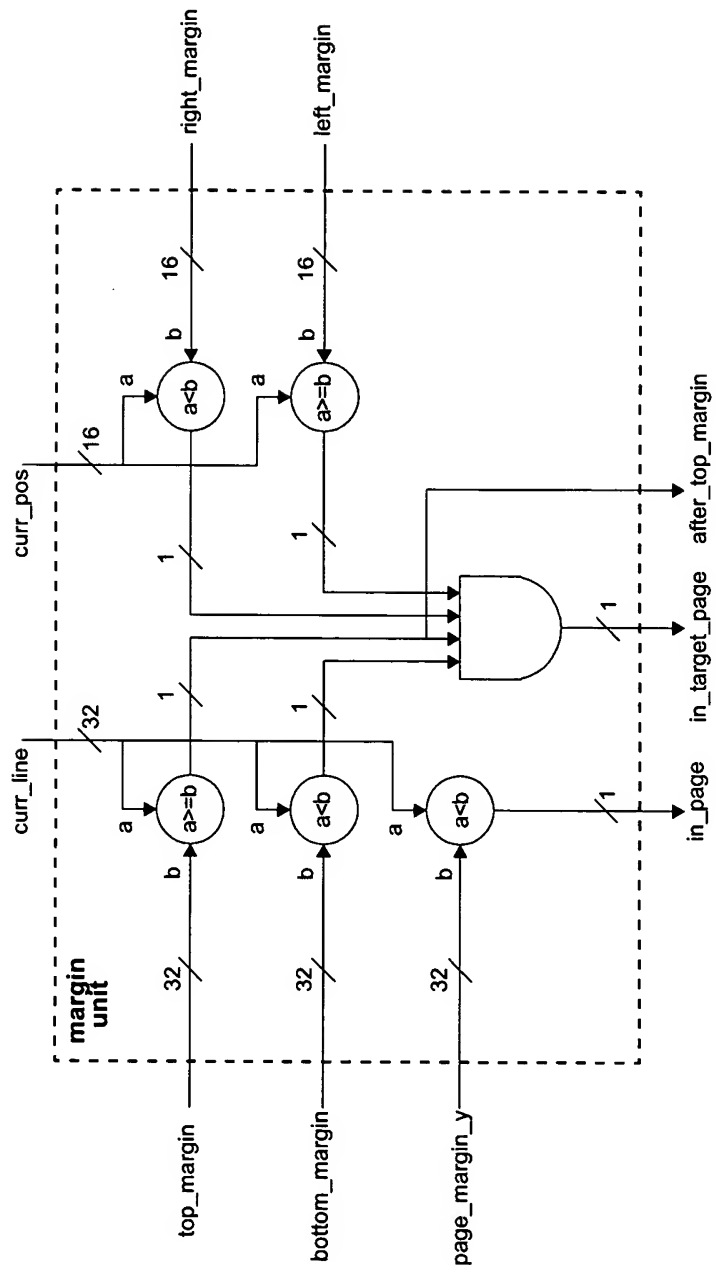 curr_line
curr_pos
margin
unit
32
16
a
a
top_margin
32
b
a>=b
1
1
a<b
b
16
right_margin
a
a
bottom_margin
32
b
a<b
1
1
a>=b
b
16
left_margin
a
page_margin_y
32
b
a<b
1
1
in_page
in_target_page
after_top_margin